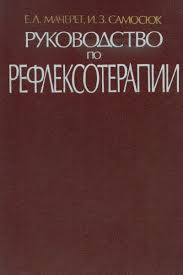 Е. Л. МАЧЕРЕТ, И. З. САМОСЮК
РУКОВОДСТВО
ПО
РЕФЛЕКСОТЕРАПИИ